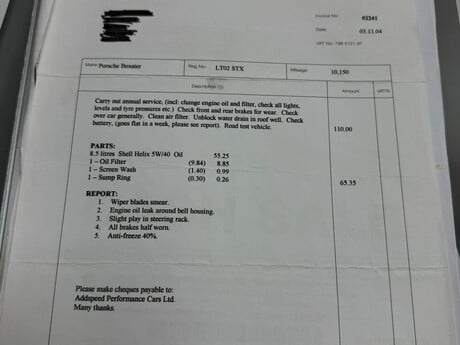 Invoice No: 02241
Date: 05.11.04
VAT No:
Make: Porsche Boxster Reg No: LT02 STX Mileage: 10,150
Description Amount VAT%
Carry out annual service, (incl: change engine oil and filter, check all lights,
levels and tyre pressures etc.) Check front and rear brakes for wear. Check
over car generally. Clean air filter. Unblock water drain in roof well. Check
battery, (goes flat in a week, please see report). Road test vehicle. 110.00
PARTS:
8.5 litres Shell Helix 5W/40 Oil 55.25
1 – Oil Filter (9.84) 8.85
1 – Screen Wash (1.40) 0.99
1 – Sump Ring (0.30) 0.26 65.35
REPORT:
1. Wiper blades smear.
2. Engine oil leak around bell housing.
3. Slight play in steering rack.
4. All brakes half worn.
5. Anti-freeze 40%.
Please make cheques payable to:
Addspeed Performance Cars Ltd.
Many thanks.